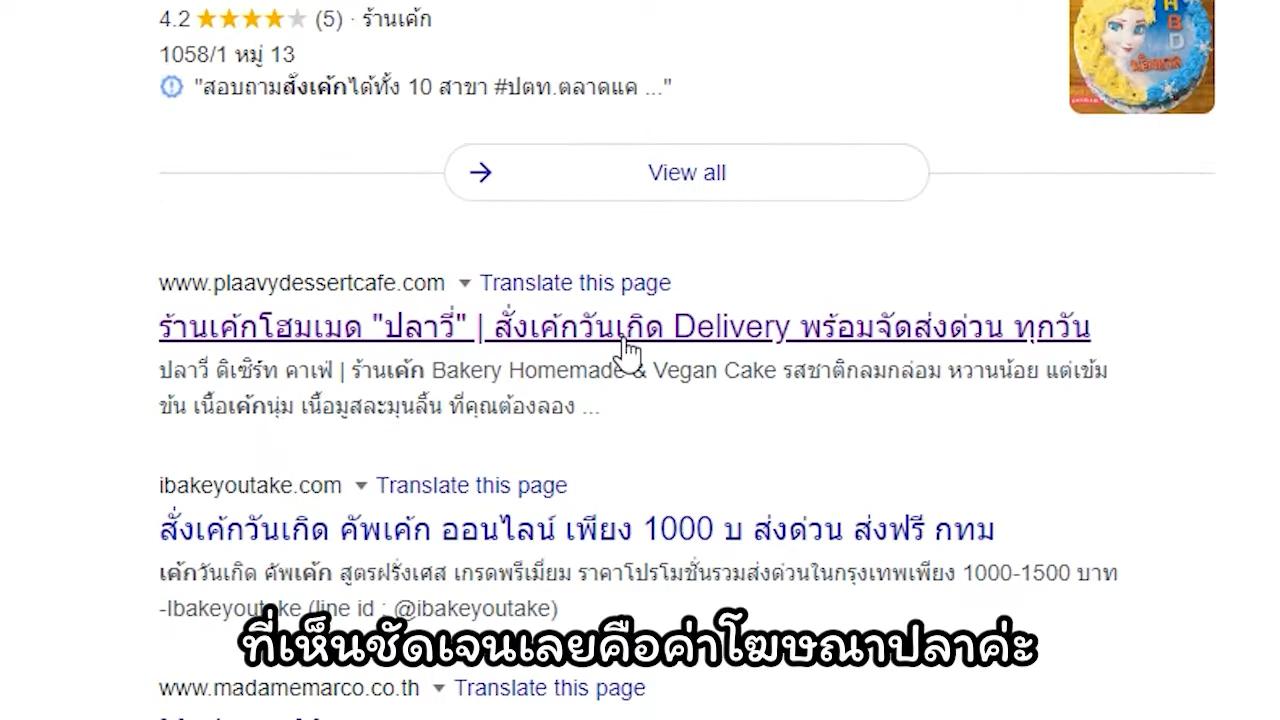 4.2 (5) · ร้านเค้ก
1058/1 หมู่ 13
"สอบถามสั่งเค้กได้ทั้ง 10 สาขา #ปตท.ตลาดแค ..."
View all
www.plaavydessertcafe.com Translate this page
ร้านเค้กโฮมเมด "ปลาวี่" | สั่งเค้กวันเกิด Delivery พร้อมจัดส่งด่วน ทุกวัน
ปลาวี่ ดิเซิร์ท คาเฟ่ | ร้านเค้ก Bakery Homemade & Vegan Cake รสชาติกลมกล่อม หวานน้อย แต่เข้ม
ข้น เนื้อเค้กนุ่ม เนื้อมูสละมุนลิ้น ที่คุณต้องลอง ...
ibakeyoutake.com Translate this page
สั่งเค้กวันเกิด คัพเค้ก ออนไลน์ เพียง 1000 บ ส่งด่วน ส่งฟรี กทม
เค้กวันเกิด คัพเค้ก สูตรฝรั่งเศส เกรดพรีเมี่ยม ราคาโปรโมชั่นรวมส่งด่วนในกรุงเทพเพียง 1000-1500 บาท
-Ibakeyoutake (line id : @ibakeyoutake)
ที่เห็นชัดเจนเลยคือค่าโฆษณาปลาค่ะ
www.madamemarco.co.th Translate this page